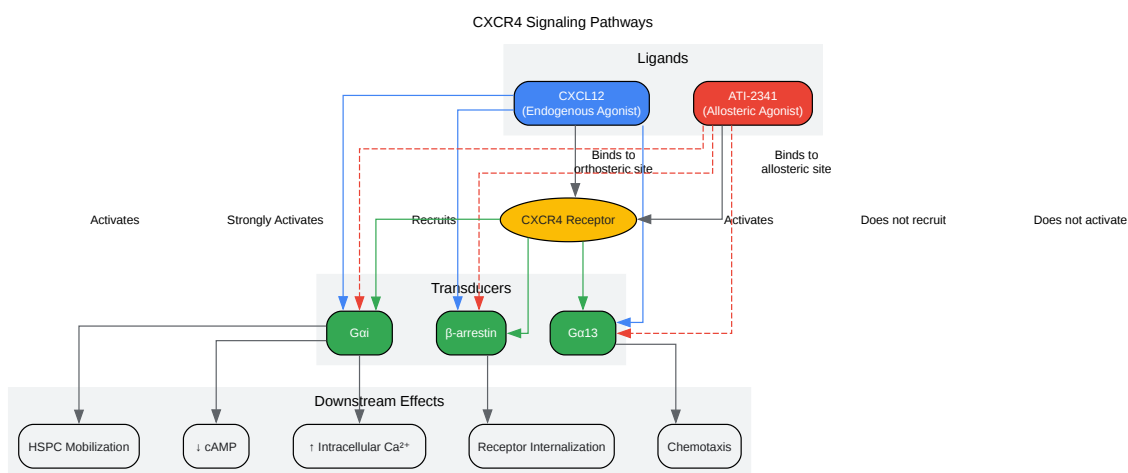 CXCR4 Signaling Pathways
Ligands
CXCL12
(Endogenous Agonist)
ATI-2341
(Allosteric Agonist)
Binds to
orthosteric site
Binds to
allosteric site
Activates
Strongly Activates
Recruits
CXCR4 Receptor
Activates
Does not recruit
Does not activate
Transducers
Gαi
β-arrestin
Gα13
Downstream Effects
HSPC Mobilization
↓ cAMP
↑ Intracellular Ca²⁺
Receptor Internalization
Chemotaxis